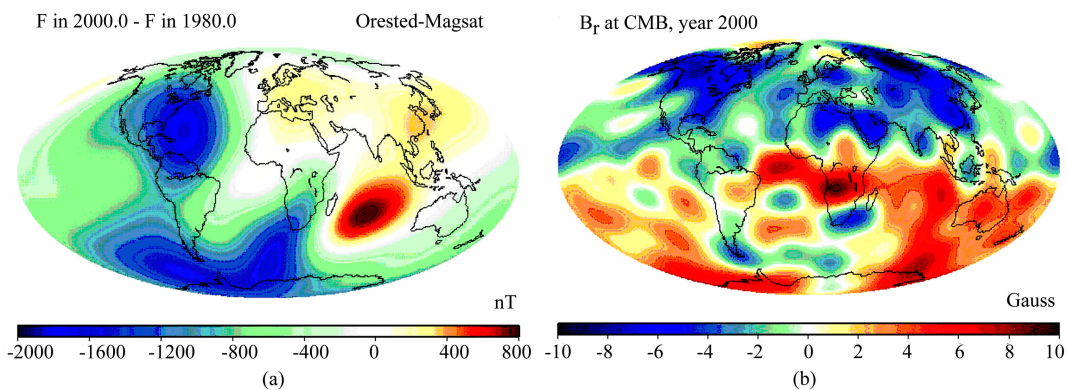 F in 2000.0 - F in 1980.0
Orested-Magsat
nT
-2000 -1600 -1200 -800 -400 0 400 800
(a)
B_r at CMB, year 2000
Gauss
-10 -8 -6 -4 -2 0 2 4 6 8 10
(b)